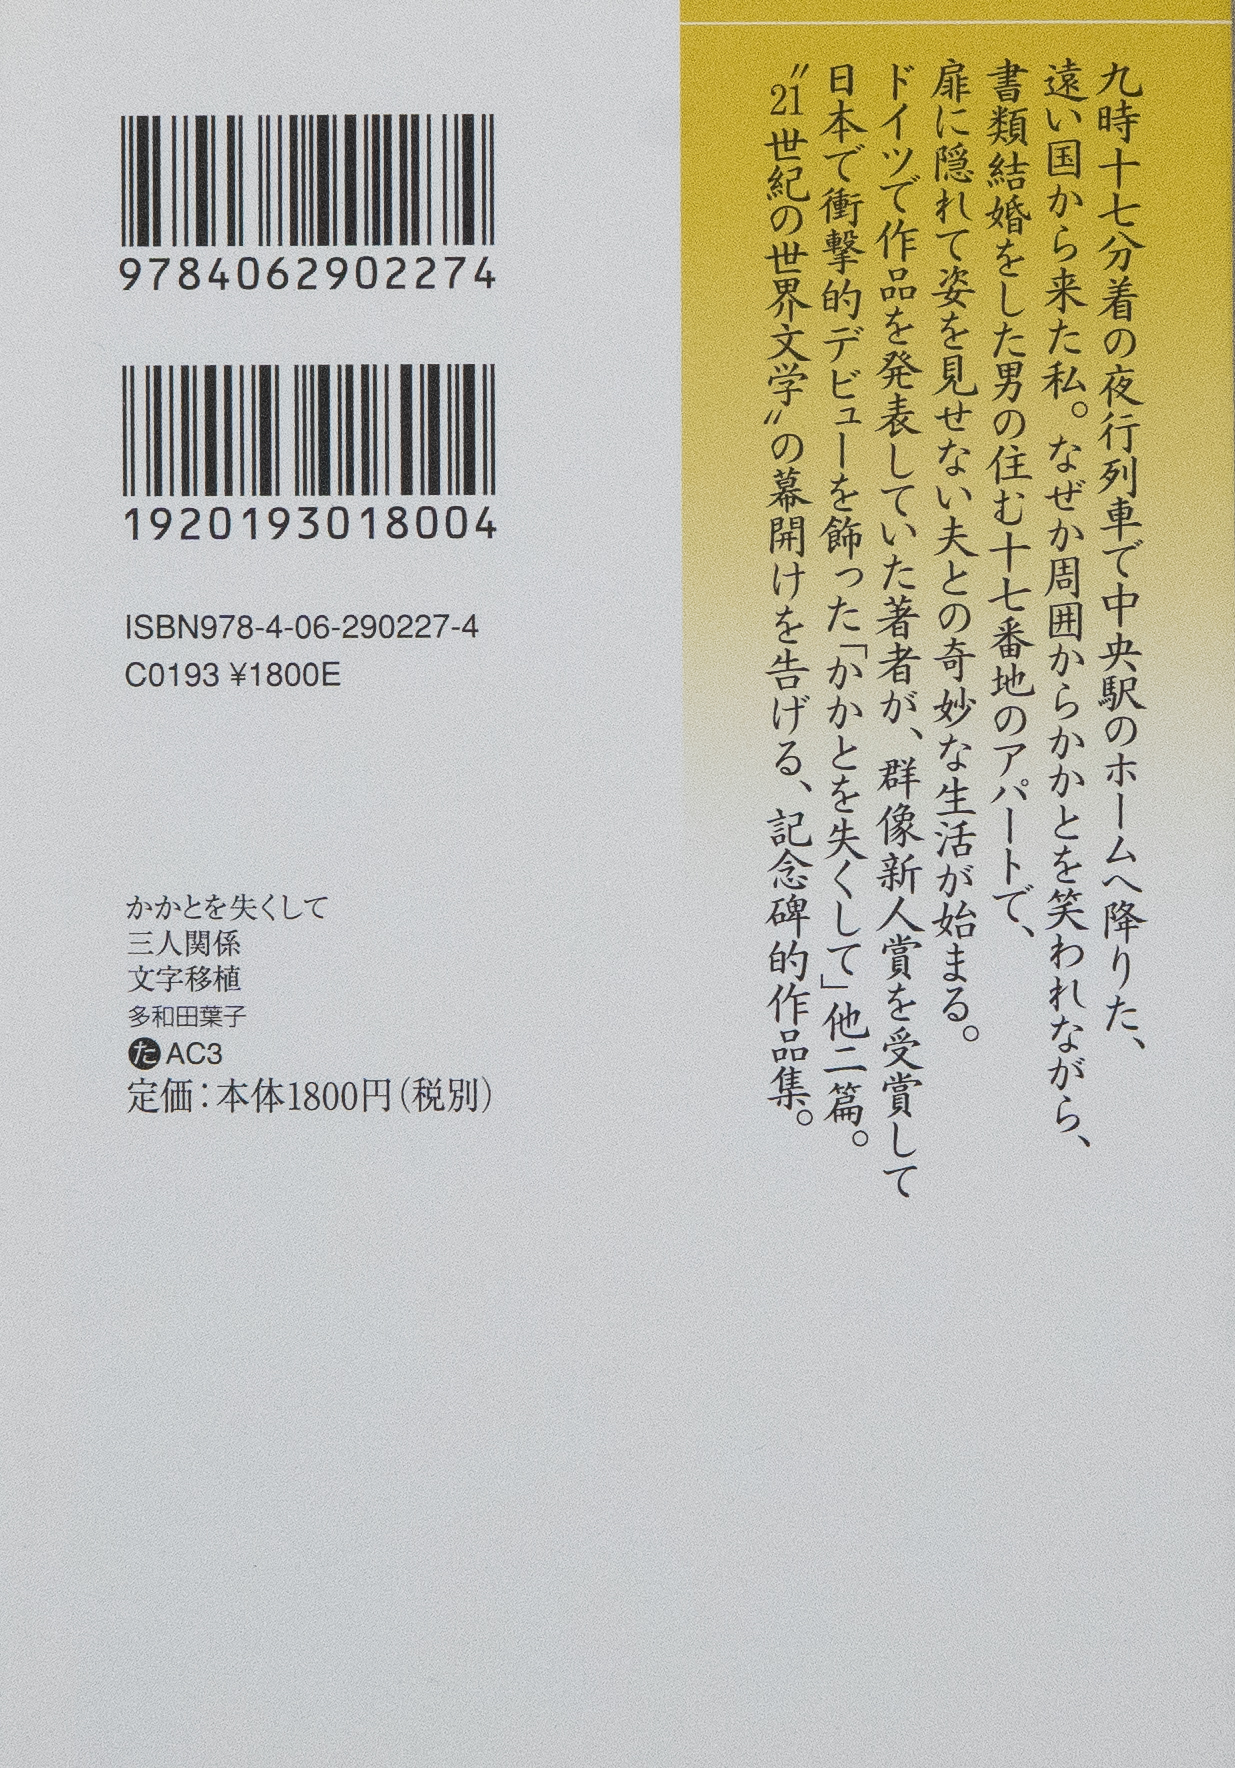 九時十七分着の夜行列車で中央駅のホームへ降りた、
遠い国から来た私。なぜか周囲からかかとを笑われながら、
書類結婚をした男の住む十七番地のアパートで、
扉に隠れて姿を見せない夫との奇妙な生活が始まる。
ドイツで作品を発表していた著者が、群像新人賞を受賞して
日本で衝撃的デビューを飾った「かかとを失くして」他二篇。
〝21世紀の世界文学〟の幕開けを告げる、記念碑的作品集。
9784062902274
1920193018004
ISBN978-4-06-290227-4
C0193 ¥1800E
かかとを失くして
三人関係
文字移植
多和田葉子
た AC3
定価：本体1800円（税別）